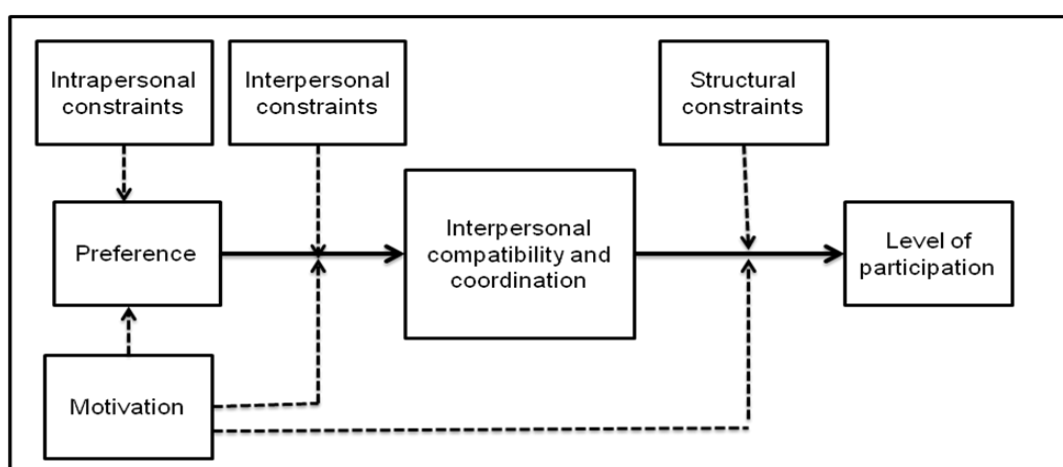 Intrapersonal
constraints
Interpersonal
constraints
Structural
constraints
Preference
Interpersonal
compatibility and
coordination
Level of
participation
Motivation